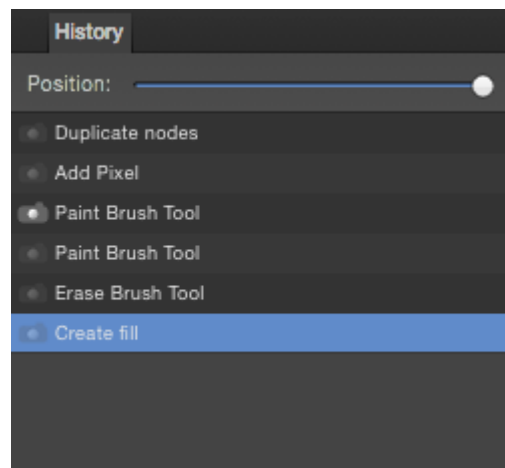 History
Position:
Duplicate nodes
Add Pixel
Paint Brush Tool
Paint Brush Tool
Erase Brush Tool
Create fill